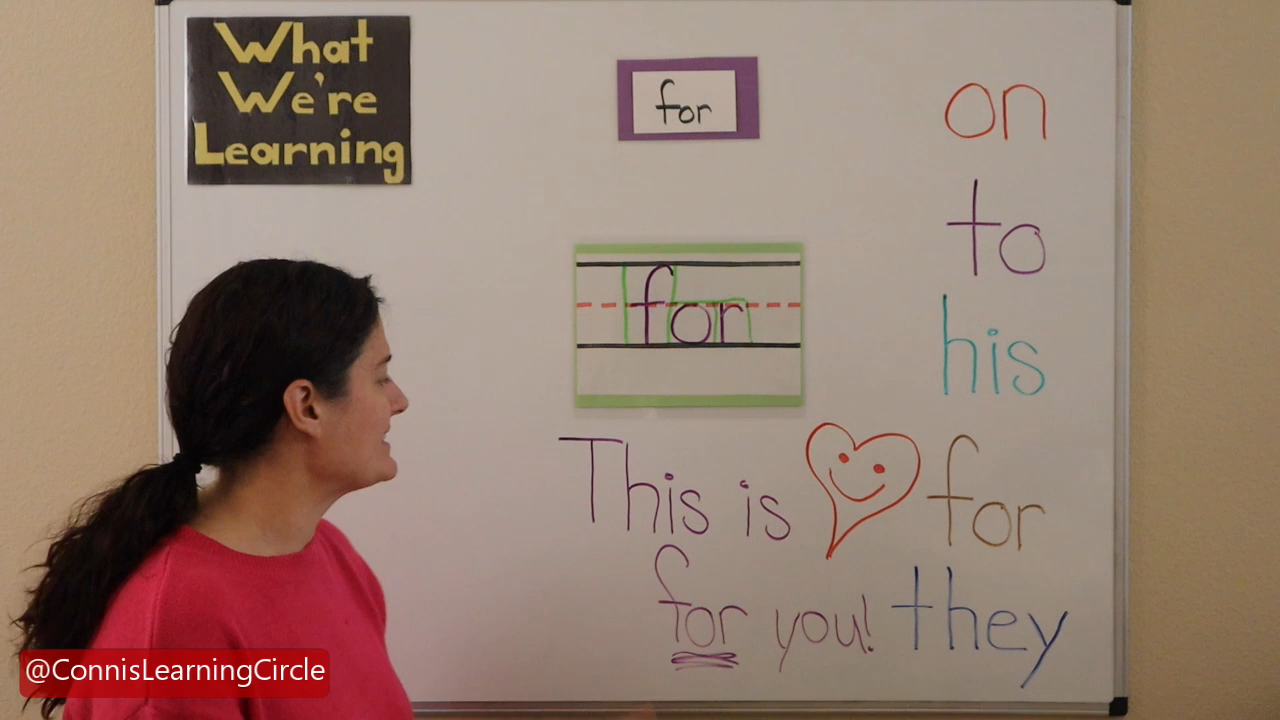 What
We're
Learning
for
for
This is
for you!
on
to
his
for
they
@ConnisLearningCircle